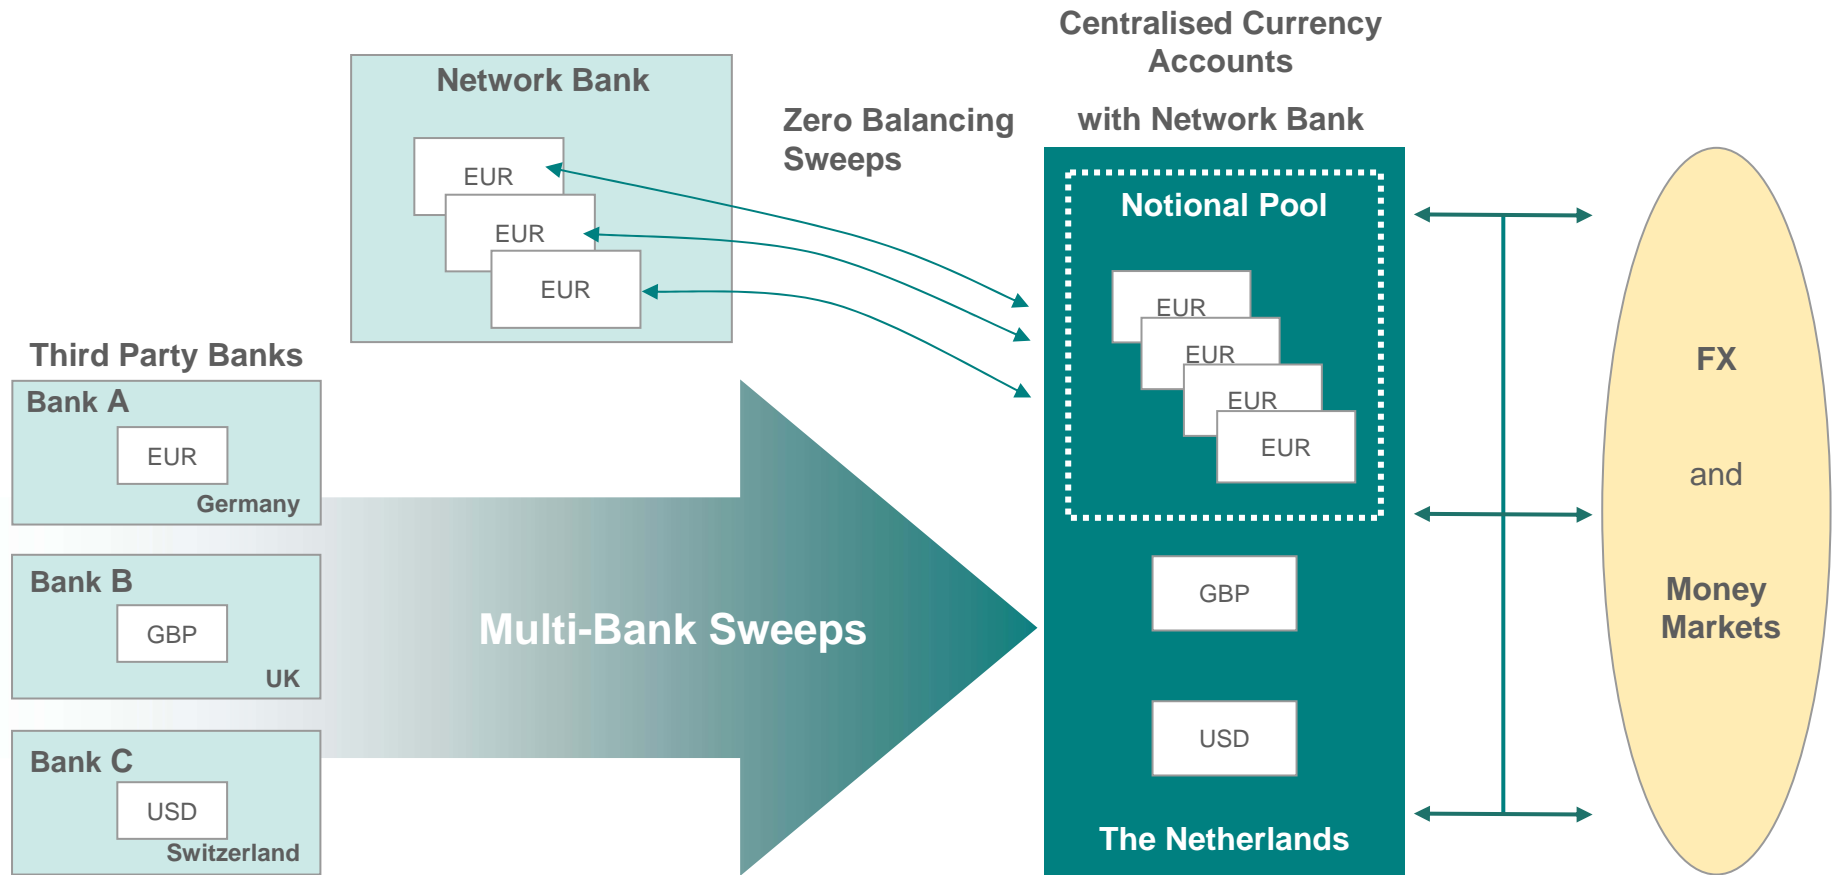 Centralised Currency
Accounts
with Network Bank
Network Bank
EUR
EUR
EUR
Zero Balancing
Sweeps
Third Party Banks
Bank A
EUR
Germany
Bank B
GBP
UK
Bank C
USD
Switzerland
Multi-Bank Sweeps
Notional Pool
EUR
EUR
EUR
EUR
GBP
USD
The Netherlands
FX
and
Money
Markets